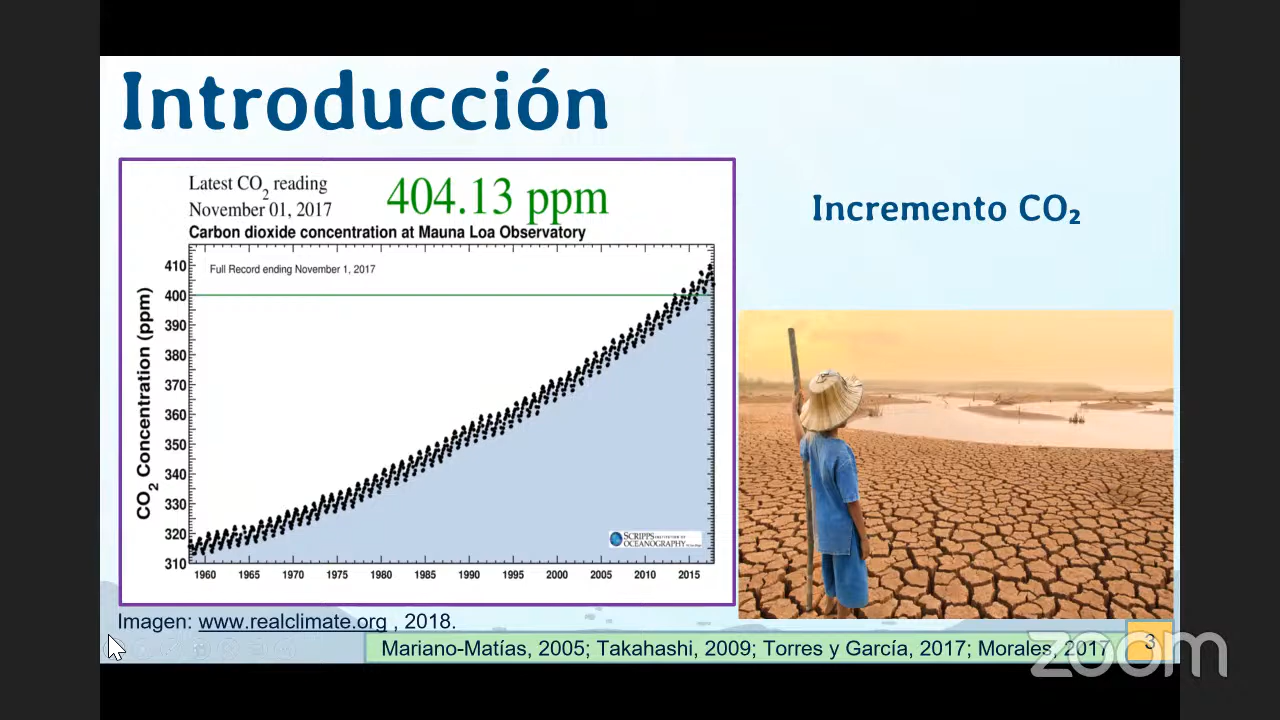 Introducción
Latest CO2 reading
November 01, 2017
404.13 ppm
Carbon dioxide concentration at Mauna Loa Observatory
Full Record ending November 1, 2017
CO2 Concentration (ppm)
410
400
390
380
370
360
350
340
330
320
310
1960 1965 1970 1975 1980 1985 1990 1995 2000 2005 2010 2015
SCRIPPS INSTITUTION OF
OCEANOGRAPHY
Incremento CO₂
Imagen: www.realclimate.org , 2018.
Mariano-Matías, 2005; Takahashi, 2009; Torres y García, 2017; Morales, 2017
3
zoom